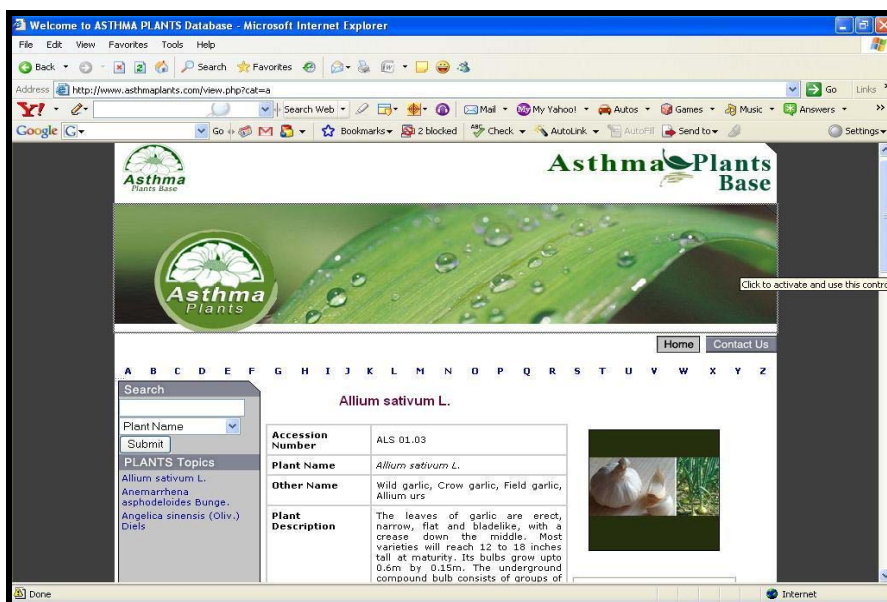 Welcome to ASTHMA PLANTS Database - Microsoft Internet Explorer
File Edit View Favorites Tools Help
Back Search Favorites
Address http://www.asthmaplants.com/view.php?cat=a Go Links
Y! Search Web Mail My Yahoo! Autos Games Music Answers
Google G Go Bookmarks 2 blocked ABC Check AutoLink AutoFill Send to Settings
Asthma
Plants Base
Asthma Plants
Base
Asthma
Plants
Click to activate and use this contro
Home Contact Us
A B C D E F G H I J K L M N O P Q R S T U V W X Y Z
Search
Plant Name
Submit
PLANTS Topics
Allium sativum L.
Anemarrhena
asphodeloides Bunge.
Angelica sinensis (Oliv.)
Diels
Allium sativum L.
Accession
Number
ALS 01.03
Plant Name Allium sativum L.
Other Name Wild garlic, Crow garlic, Field garlic,
Allium urs
Plant
Description
The leaves of garlic are erect,
narrow, flat and bladelike, with a
crease down the middle. Most
varieties will reach 12 to 18 inches
tall at maturity. Its bulbs grow upto
0.6m by 0.15m. The underground
compound bulb consists of groups of
Done Internet